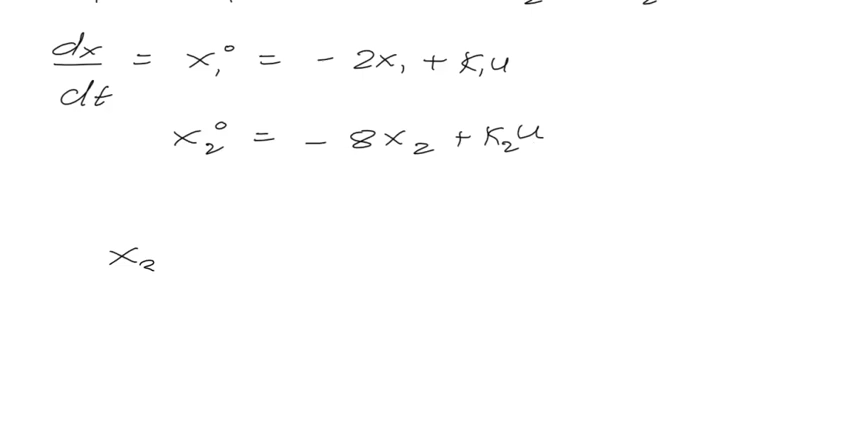 dx/dt = x₁° = - 2x₁ + K₁u
x₂° = - 8x₂ + K₂u
x₂